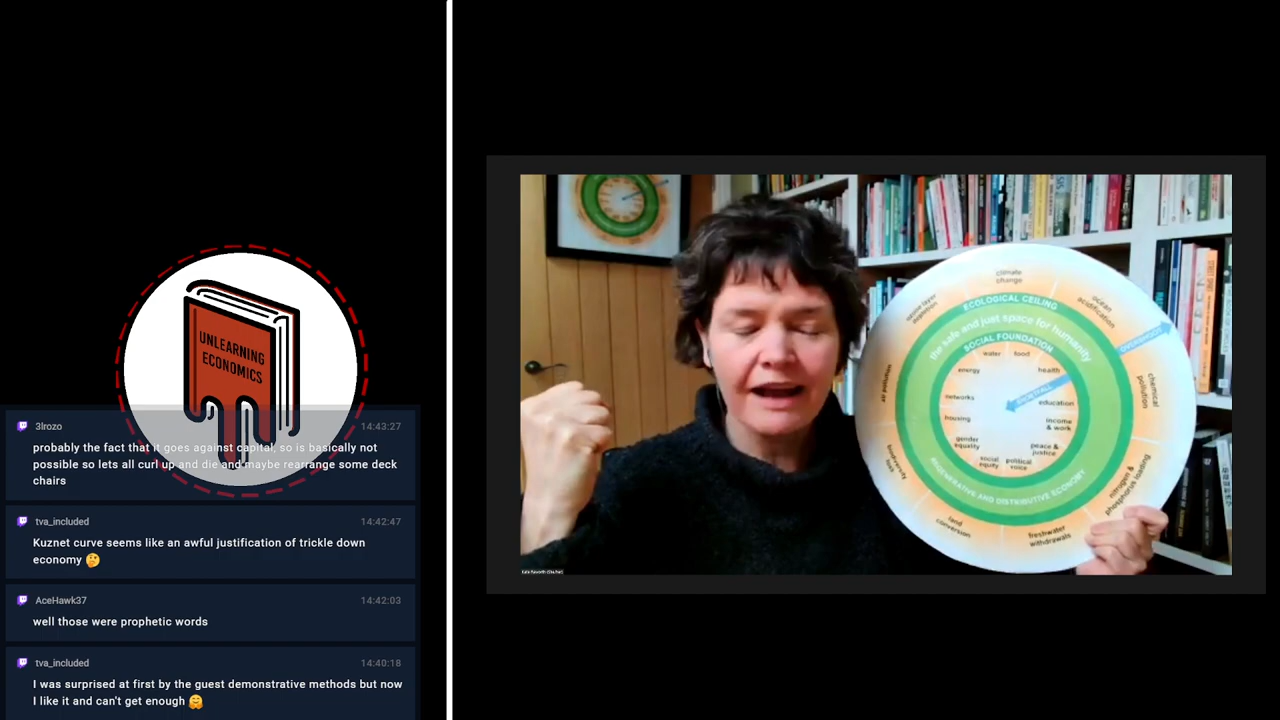 UNLEARNING
ECONOMICS
3lrozo
14:43:27
probably the fact that it goes against capital; so is basically not
possible so lets all curl up and die and maybe rearrange some deck
chairs
tva_included
14:42:47
Kuznet curve seems like an awful justification of trickle down
economy 🤔
AceHawk37
14:42:03
well those were prophetic words
tva_included
14:40:18
I was surprised at first by the guest demonstrative methods but now
I like it and can't get enough 🤗
climate
change
ocean
acidification
OVERSHOOT
chemical
pollution
nitrogen &
phosphorus loading
freshwater
withdrawals
land
conversion
biodiversity
loss
air pollution
ozone layer
depletion
ECOLOGICAL CEILING
the safe and just space for humanity
SOCIAL FOUNDATION
water
food
energy
health
networks
SHORTFALL
education
housing
income
& work
gender
equality
peace &
justice
social
equity
political
voice
REGENERATIVE AND DISTRIBUTIVE ECONOMY